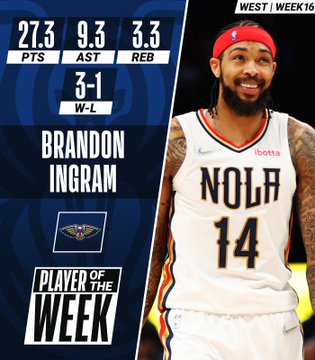 WEST | WEEK16
27.3 9.3 3.3
PTS AST REB
3-1
W-L
BRANDON
INGRAM
PLAYER OF THE
WEEK
ibotta
NOLA
14